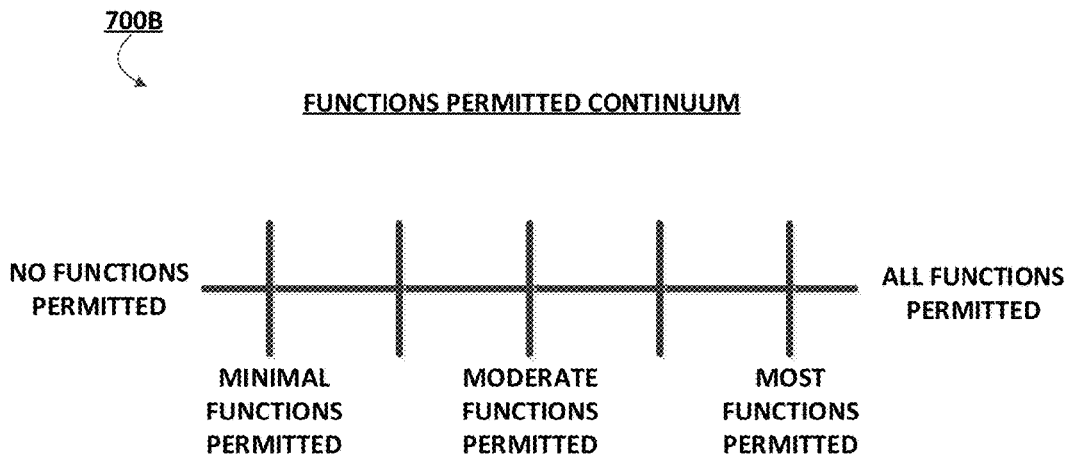 700B
FUNCTIONS PERMITTED CONTINUUM
NO FUNCTIONS
PERMITTED
ALL FUNCTIONS
PERMITTED
MINIMAL
FUNCTIONS
PERMITTED
MODERATE
FUNCTIONS
PERMITTED
MOST
FUNCTIONS
PERMITTED